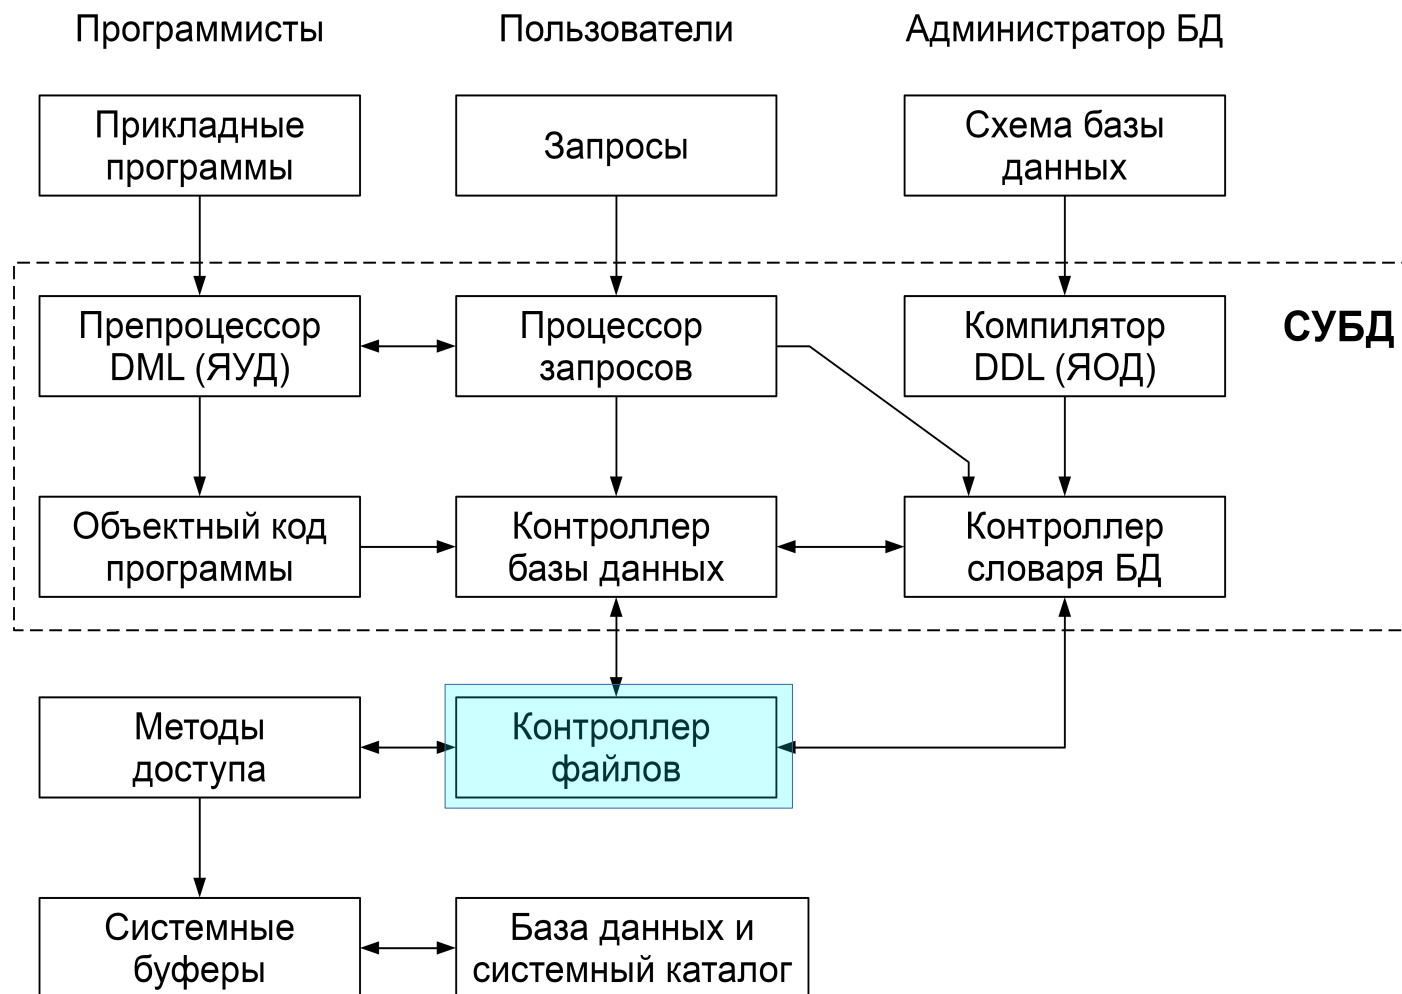 Программисты
Пользователи
Администратор БД
Прикладные
программы
Запросы
Схема базы
данных
Препроцессор
DML (ЯУД)
Процессор
запросов
Компилятор
DDL (ЯОД)
СУБД
Объектный код
программы
Контроллер
базы данных
Контроллер
словаря БД
Методы
доступа
Контроллер
файлов
Системные
буферы
База данных и
системный каталог